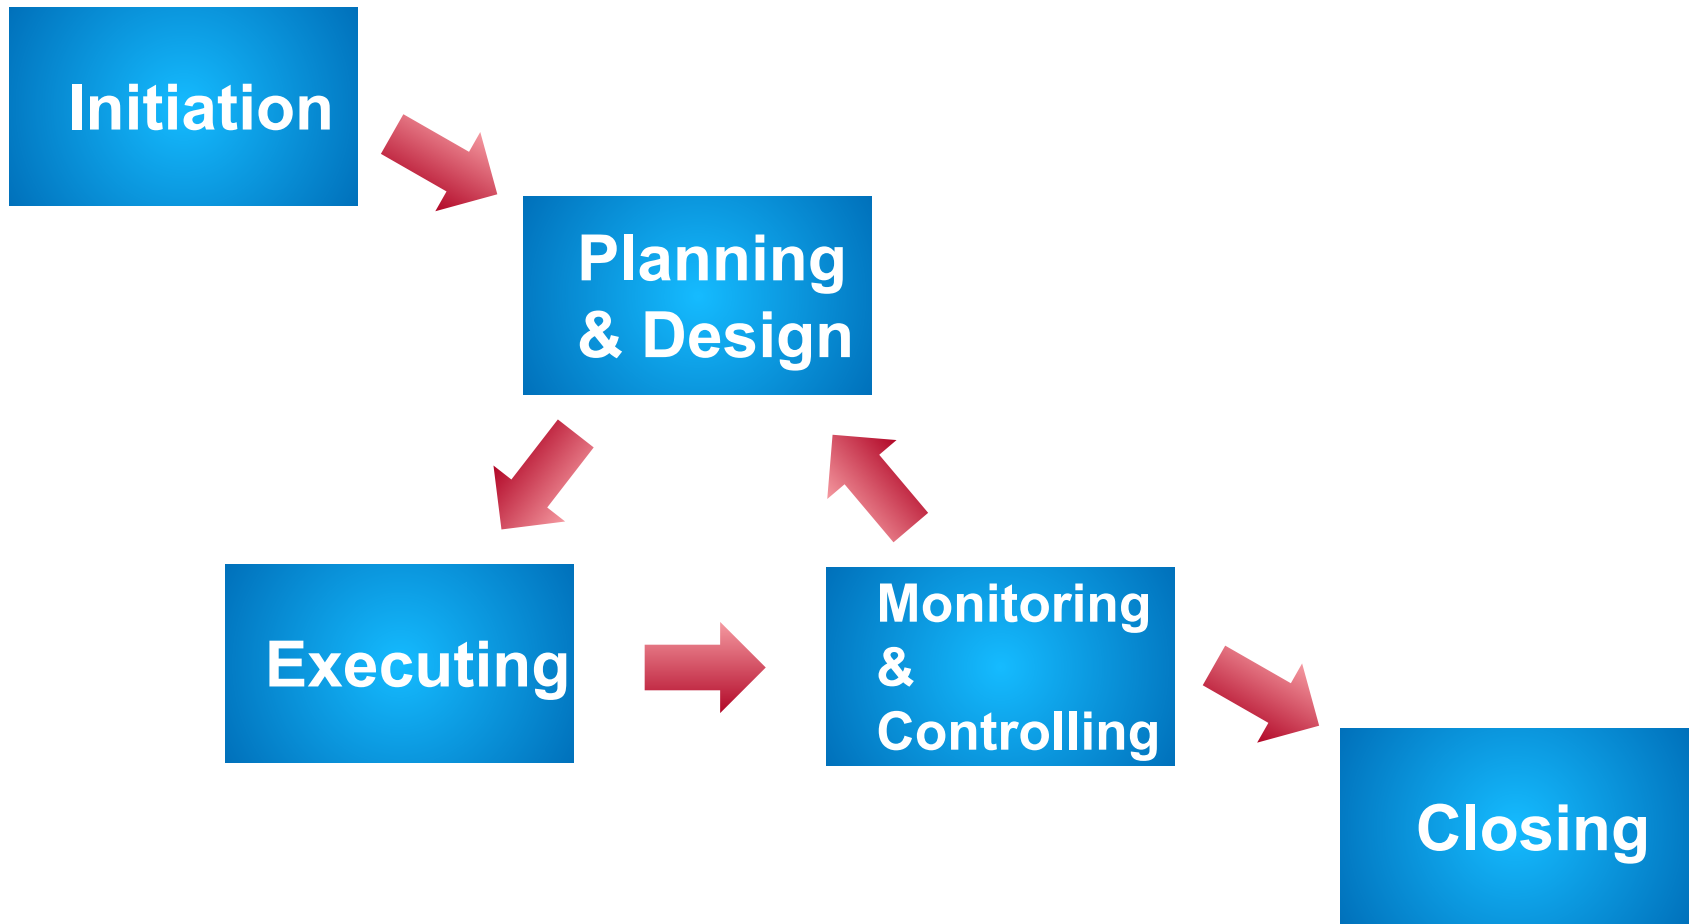 Initiation
Planning
& Design
Executing
Monitoring
&
Controlling
Closing